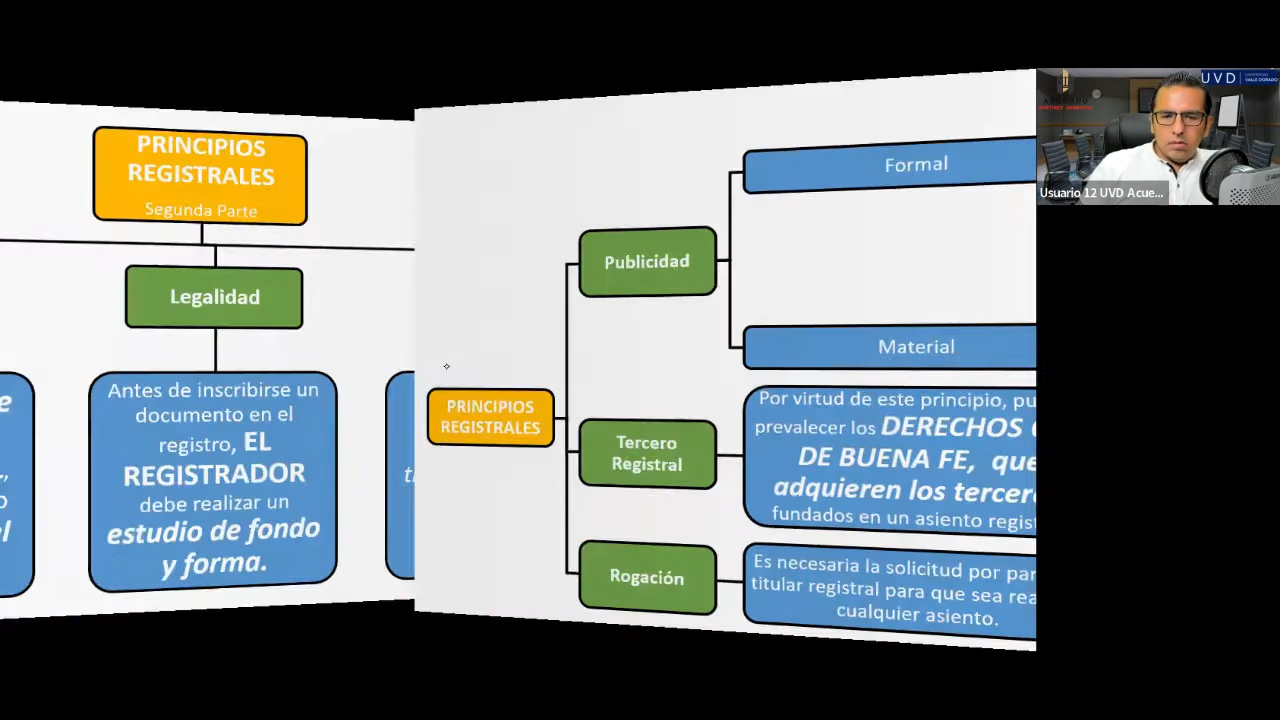 PRINCIPIOS
REGISTRALES
Segunda Parte
Legalidad
Antes de inscribirse un
documento en el
registro, EL
REGISTRADOR
debe realizar un
estudio de fondo
y forma.
PRINCIPIOS
REGISTRALES
Publicidad
Formal
Material
Tercero
Registral
Por virtud de este principio, pu
prevalecer los DERECHOS
DE BUENA FE, que
adquieren los tercero
fundados en un asiento regist
Rogación
Es necesaria la solicitud por par
titular registral para que sea rea
cualquier asiento.
UVD
Usuario 12 UVD Acue...